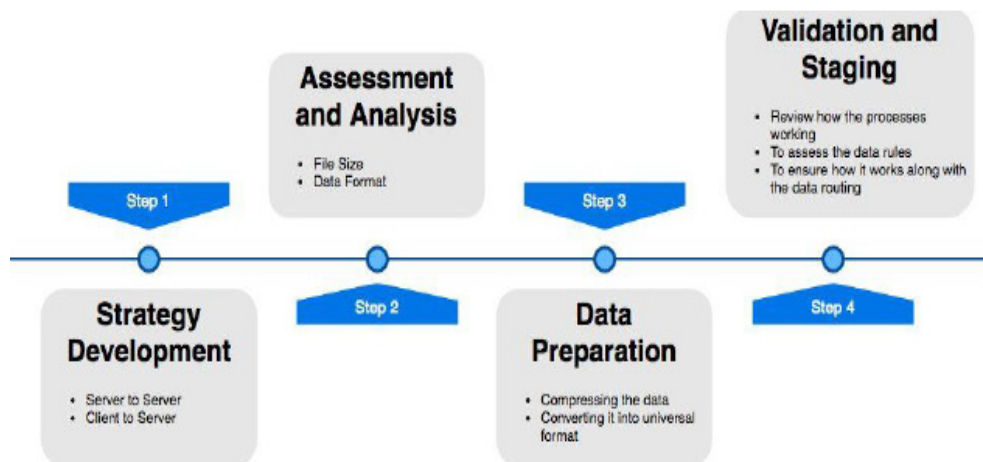 Step 1
Strategy
Development
• Server to Server
• Client to Server
Assessment
and Analysis
• File Size
• Data Format
Step 2
Step 3
Data
Preparation
• Compressing the data
• Converting it into universal
format
Validation and
Staging
• Review how the processes
working
• To assess the data rules
• To ensure how it works along with
the data routing
Step 4